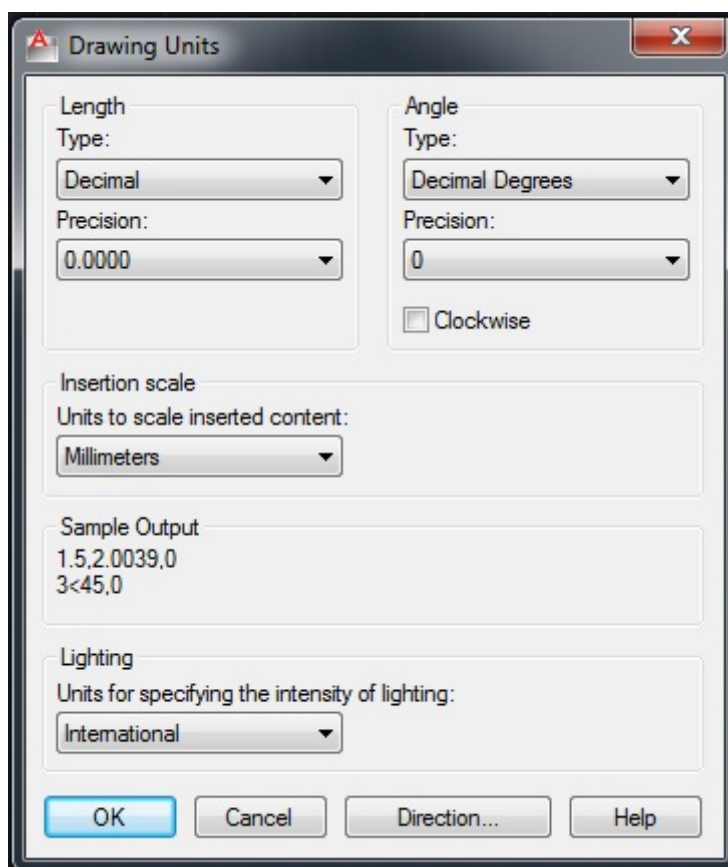 Drawing Units
Length
Type:
Decimal
Precision:
0.0000
Angle
Type:
Decimal Degrees
Precision:
0
Clockwise
Insertion scale
Units to scale inserted content:
Millimeters
Sample Output
1.5,2.0039,0
3<45,0
Lighting
Units for specifying the intensity of lighting:
International
OK
Cancel
Direction...
Help